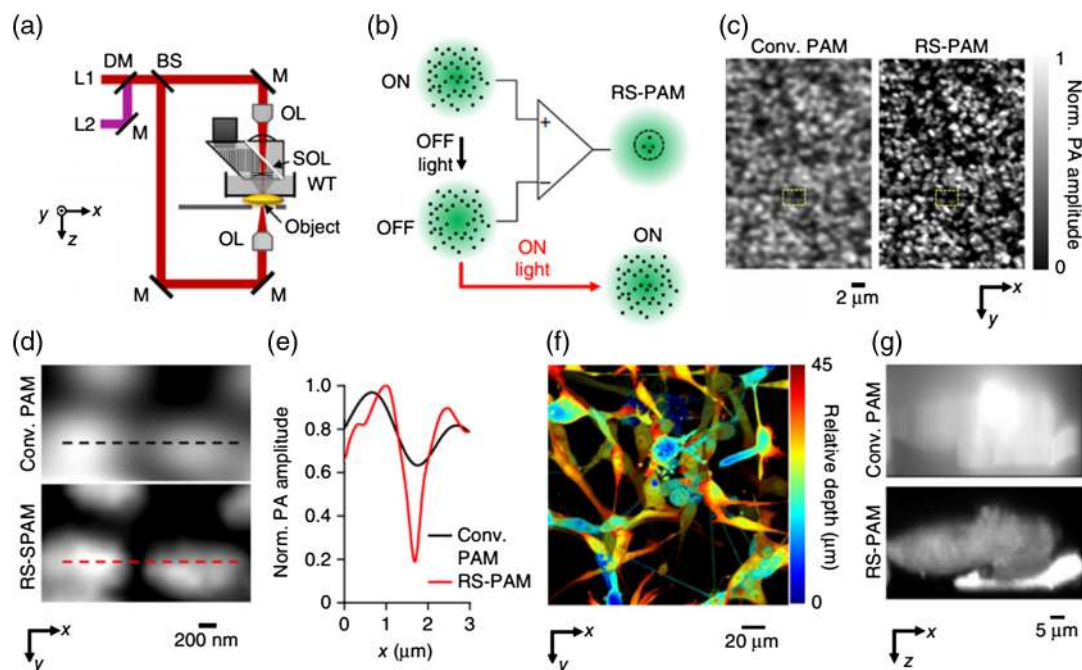 (a)
DM
BS
L1
M
L2
M
OL
SOL
WT
y
x
z
Object
OL
M
M
(b)
ON
OFF
light
OFF
+
−
RS-PAM
ON
light
ON
(c)
Conv. PAM
RS-PAM
1
Norm. PA amplitude
0
2 μm
x
y
(d)
Conv. PAM
RS-SPAM
x
y
200 nm
(e)
Norm. PA amplitude
1.0
0.8
0.6
0.4
0.2
0
Conv.
PAM
RS-PAM
0 1 2 3
x (μm)
(f)
45
Relative depth (μm)
0
20 μm
(g)
Conv. PAM
RS-PAM
x
z
5 μm